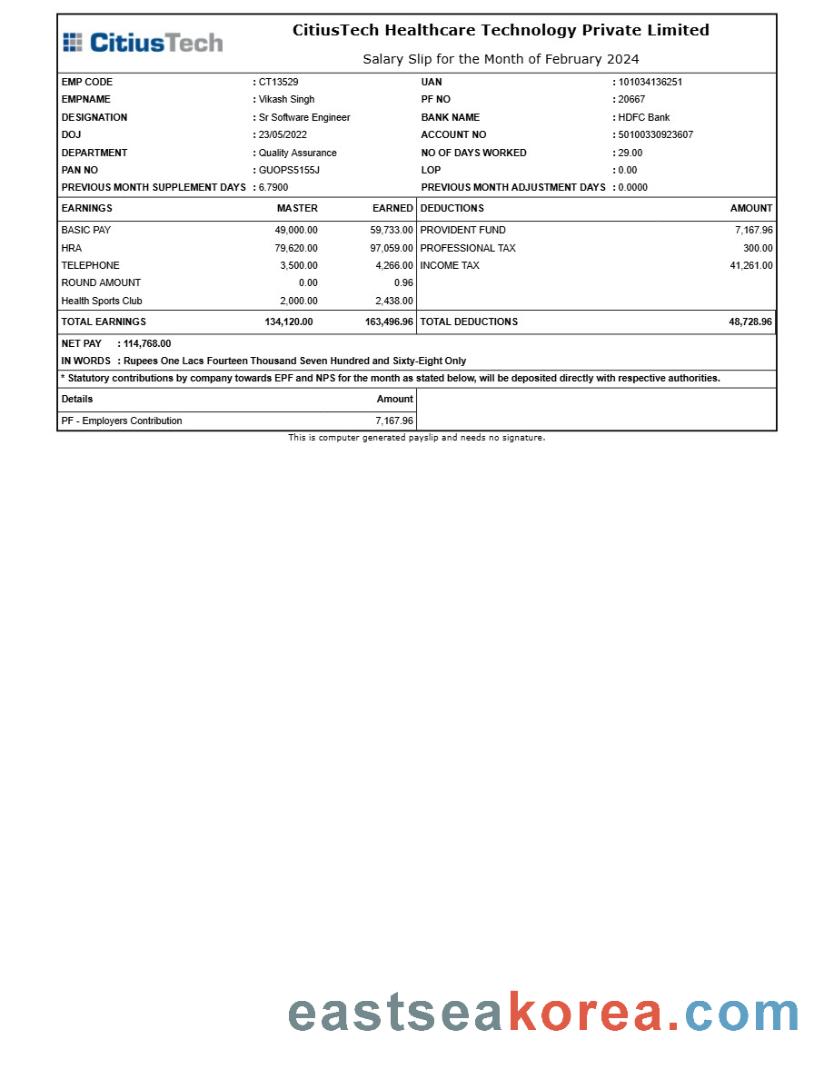 CitiusTech
CitiusTech Healthcare Technology Private Limited
Salary Slip for the Month of February 2024
EMP CODE : CT13529 UAN : 101034136251
EMPNAME : Vikash Singh PF NO : 20667
DESIGNATION : Sr Software Engineer BANK NAME : HDFC Bank
DOJ : 23/05/2022 ACCOUNT NO : 50100330923607
DEPARTMENT : Quality Assurance NO OF DAYS WORKED : 29.00
PAN NO : GUOPS5155J LOP : 0.00
PREVIOUS MONTH SUPPLEMENT DAYS : 6.7900 PREVIOUS MONTH ADJUSTMENT DAYS : 0.0000
EARNINGS MASTER EARNED DEDUCTIONS AMOUNT
BASIC PAY 49,000.00 59,733.00 PROVIDENT FUND 7,167.96
HRA 79,620.00 97,059.00 PROFESSIONAL TAX 300.00
TELEPHONE 3,500.00 4,266.00 INCOME TAX 41,261.00
ROUND AMOUNT 0.00 0.96
Health Sports Club 2,000.00 2,438.00
TOTAL EARNINGS 134,120.00 163,496.96 TOTAL DEDUCTIONS 48,728.96
NET PAY : 114,768.00
IN WORDS : Rupees One Lacs Fourteen Thousand Seven Hundred and Sixty-Eight Only
* Statutory contributions by company towards EPF and NPS for the month as stated below, will be deposited directly with respective authorities.
Details Amount
PF - Employers Contribution 7,167.96
This is computer generated payslip and needs no signature.
eastseakorea.com